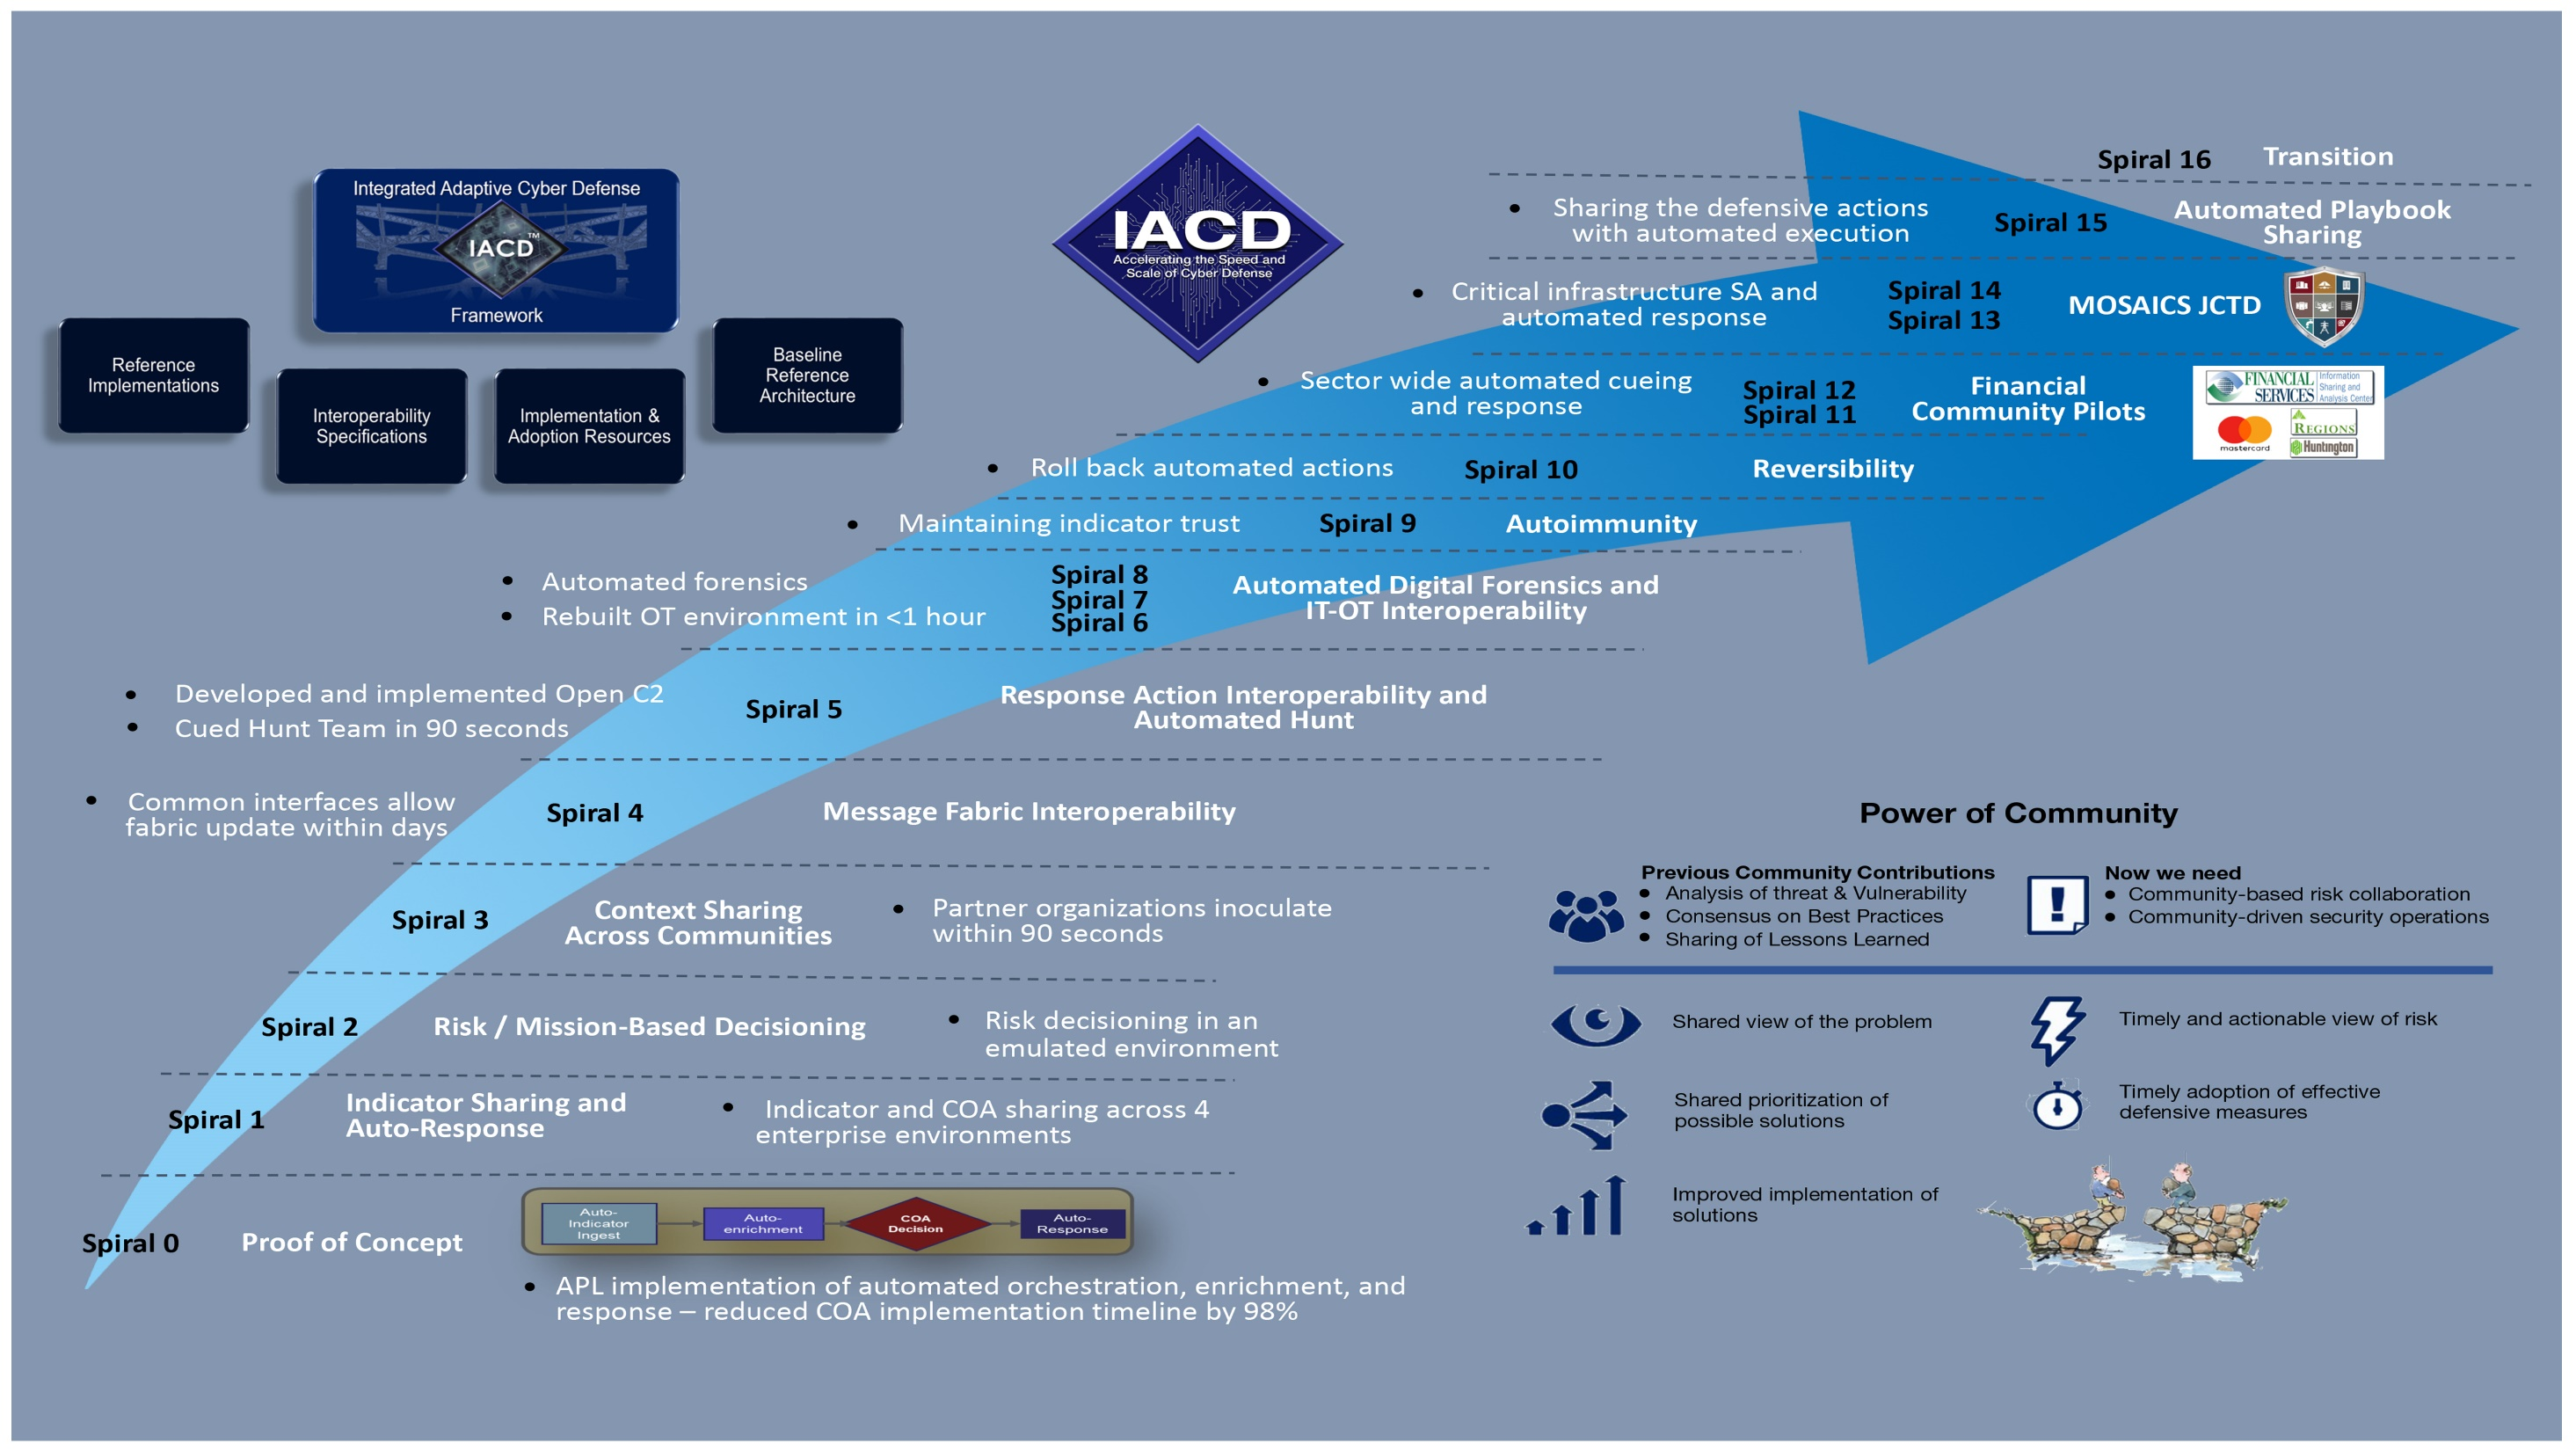 Integrated Adaptive Cyber Defense
IACD™
Framework
Reference
Implementations
Interoperability
Specifications
Implementation &
Adoption Resources
Baseline
Reference
Architecture
IACD
Accelerating the Speed and
Scale of Cyber Defense
Spiral 16
Transition
• Sharing the defensive actions
with automated execution
Spiral 15
Automated Playbook
Sharing
• Critical infrastructure SA and
automated response
Spiral 14
Spiral 13
MOSAICS JCTD
• Sector wide automated cueing
and response
Spiral 12
Spiral 11
Financial
Community Pilots
FINANCIAL
SERVICES
Information
Sharing and
Analysis Center
mastercard
REGIONS
Huntington
• Roll back automated actions
Spiral 10
Reversibility
• Maintaining indicator trust
Spiral 9
Autoimmunity
• Automated forensics
• Rebuilt OT environment in <1 hour
Spiral 8
Spiral 7
Spiral 6
Automated Digital Forensics and
IT-OT Interoperability
• Developed and implemented Open C2
• Cued Hunt Team in 90 seconds
Spiral 5
Response Action Interoperability and
Automated Hunt
• Common interfaces allow
fabric update within days
Spiral 4
Message Fabric Interoperability
Spiral 3
Context Sharing
Across Communities
• Partner organizations inoculate
within 90 seconds
Spiral 2
Risk / Mission-Based Decisioning
• Risk decisioning in an
emulated environment
Spiral 1
Indicator Sharing and
Auto-Response
• Indicator and COA sharing across 4
enterprise environments
Spiral 0
Proof of Concept
Auto-
Indicator
Ingest
Auto-
enrichment
COA
Decision
Auto-
Response
• APL implementation of automated orchestration, enrichment, and
response – reduced COA implementation timeline by 98%
Power of Community
Previous Community Contributions
• Analysis of threat & Vulnerability
• Consensus on Best Practices
• Sharing of Lessons Learned
Now we need
• Community-based risk collaboration
• Community-driven security operations
Shared view of the problem
Timely and actionable view of risk
Shared prioritization of
possible solutions
Timely adoption of effective
defensive measures
Improved implementation of
solutions